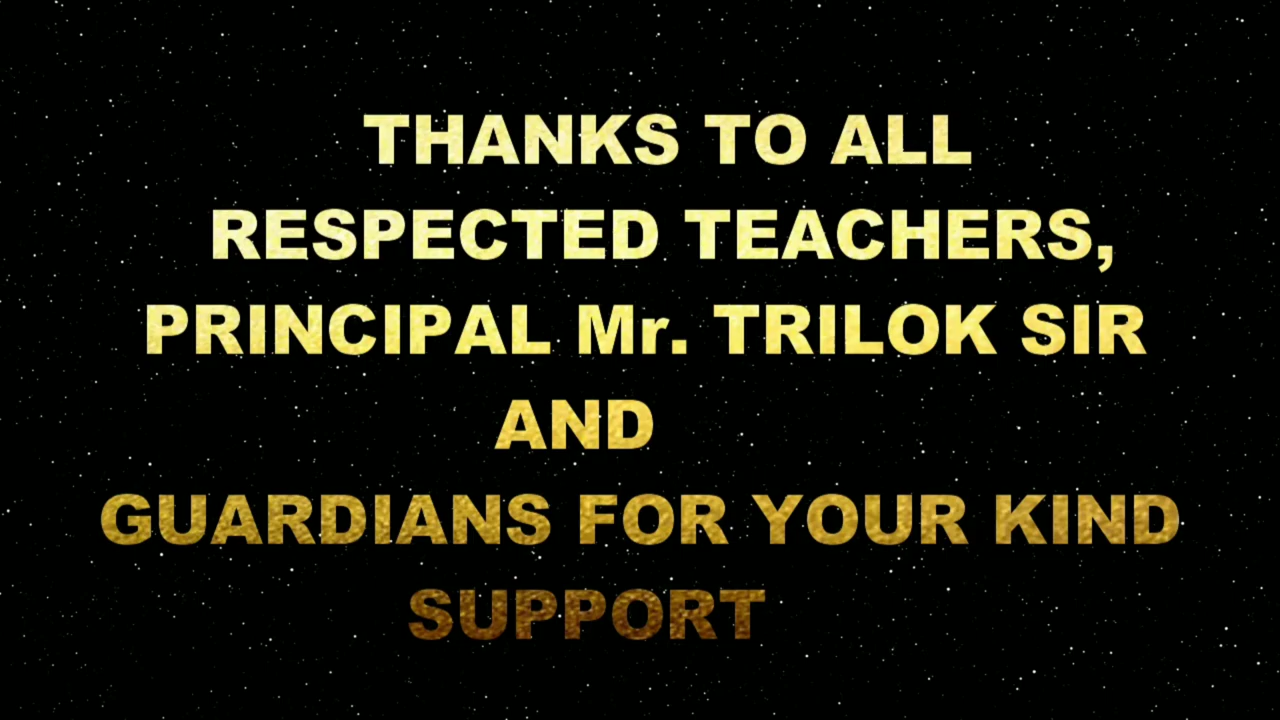 THANKS TO ALL
RESPECTED TEACHERS,
PRINCIPAL Mr. TRILOK SIR
AND
GUARDIANS FOR YOUR KIND
SUPPORT